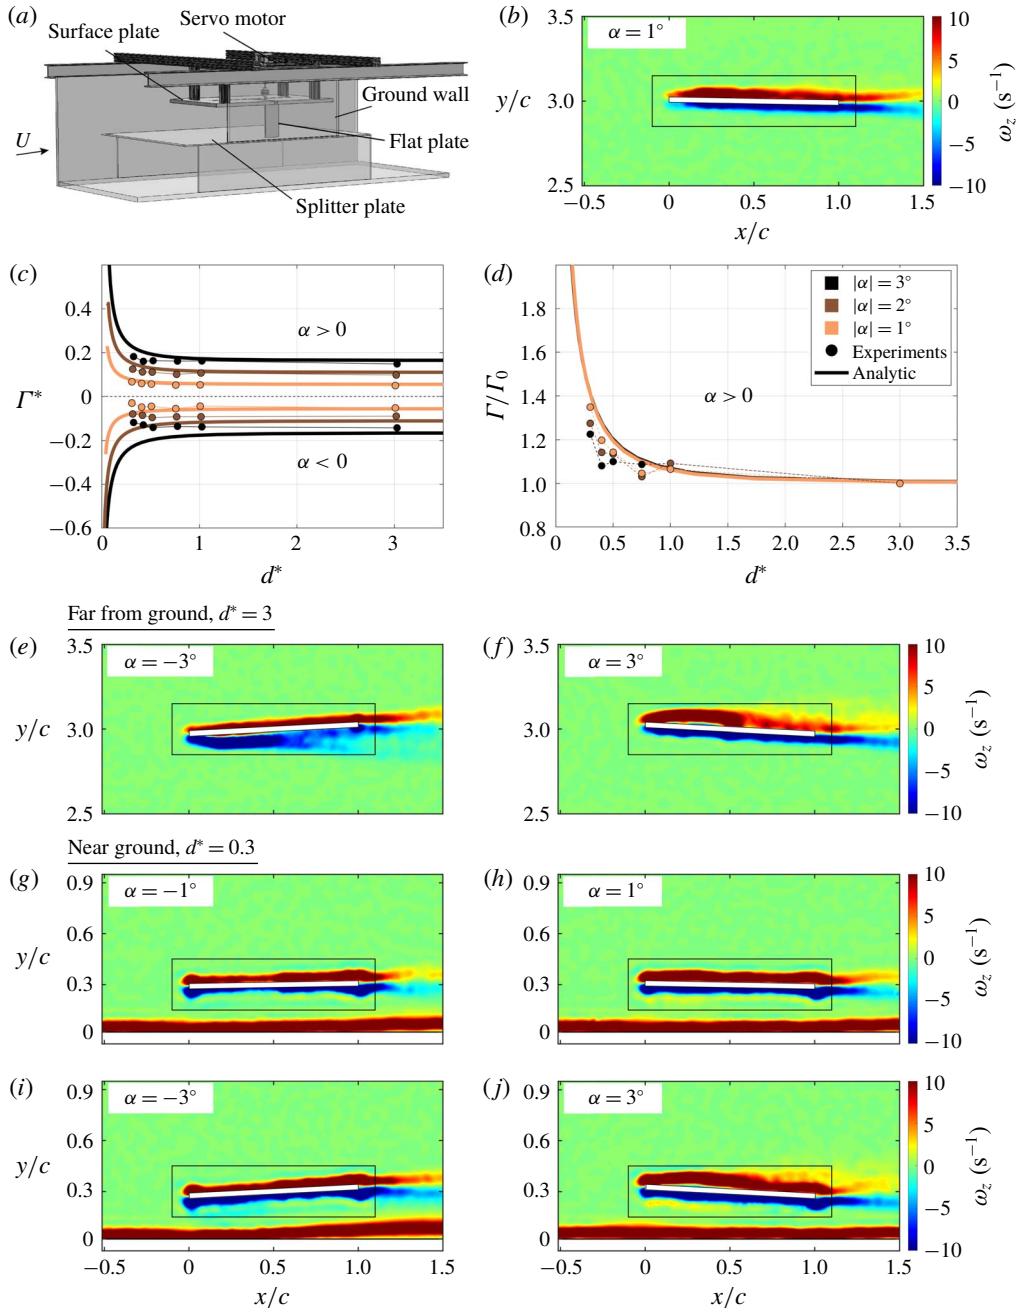 (a)
Servo motor
Surface plate
Ground wall
U
Flat plate
Splitter plate
(b)
α = 1°
3.5
y/c 3.0
2.5
−0.5 0 0.5 1.0 1.5
x/c
10
5
0
−5
−10
ω_z (s⁻¹)
(c)
0.4
0.2
Γ* 0
−0.2
−0.4
−0.6
α > 0
α < 0
0 1 2 3
d*
(d)
1.8
1.6
Γ/Γ₀ 1.4
1.2
1.0
0.8
|α| = 3°
|α| = 2°
|α| = 1°
Experiments
Analytic
α > 0
0 0.5 1.0 1.5 2.0 2.5 3.0 3.5
d*
Far from ground, d* = 3
(e)
α = −3°
3.5
y/c 3.0
2.5
(f)
α = 3°
3.5
3.0
2.5
10
5
0
−5
−10
ω_z (s⁻¹)
Near ground, d* = 0.3
(g)
α = −1°
0.9
0.6
y/c
0.3
0
(h)
α = 1°
0.9
0.6
0.3
0
10
5
0
−5
−10
ω_z (s⁻¹)
(i)
α = −3°
0.9
0.6
y/c
0.3
0
−0.5 0 0.5 1.0 1.5
x/c
(j)
α = 3°
0.9
0.6
0.3
0
−0.5 0 0.5 1.0 1.5
x/c
10
5
0
−5
−10
ω_z (s⁻¹)